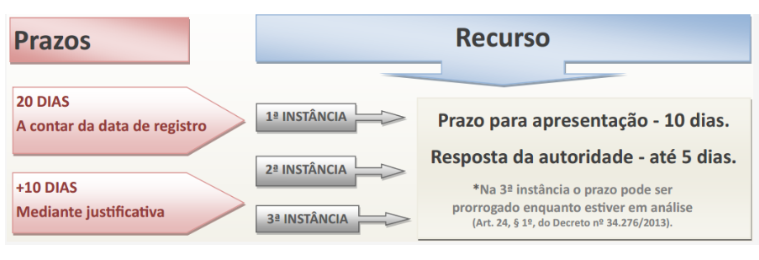 Prazos
20 DIAS
A contar da data de registro
+10 DIAS
Mediante justificativa
Recurso
1ª INSTÂNCIA
2ª INSTÂNCIA
3ª INSTÂNCIA
Prazo para apresentação - 10 dias.
Resposta da autoridade - até 5 dias.
*Na 3ª instância o prazo pode ser
prorrogado enquanto estiver em análise
(Art. 24, § 1º, do Decreto nº 34.276/2013).